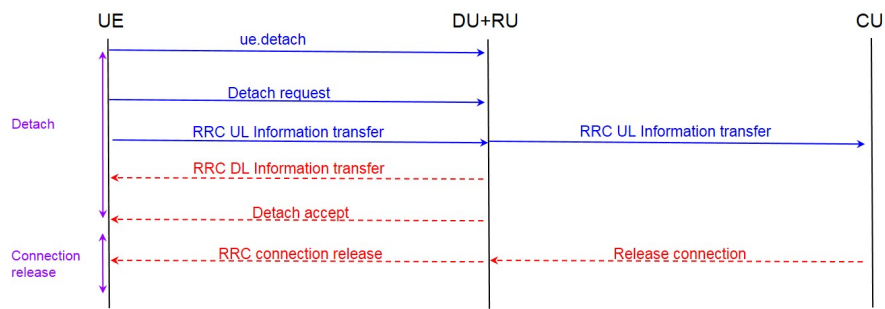 UE DU+RU CU
ue.detach
Detach request
Detach
RRC UL Information transfer RRC UL Information transfer
RRC DL Information transfer
Detach accept
Connection
release
RRC connection release Release connection